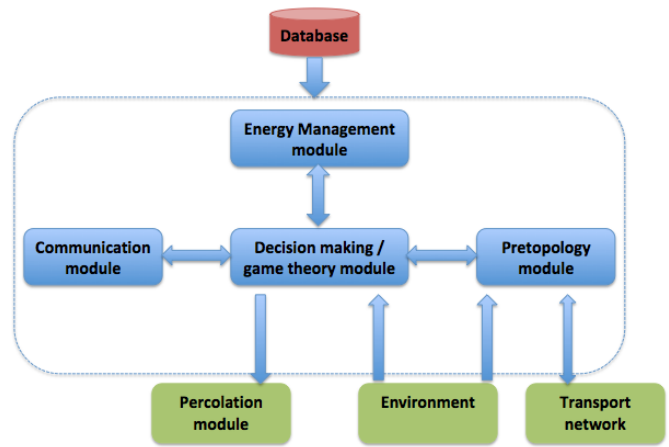 Database
Energy Management
module
Communication
module
Decision making /
game theory module
Pretopology
module
Percolation
module
Environment
Transport
network